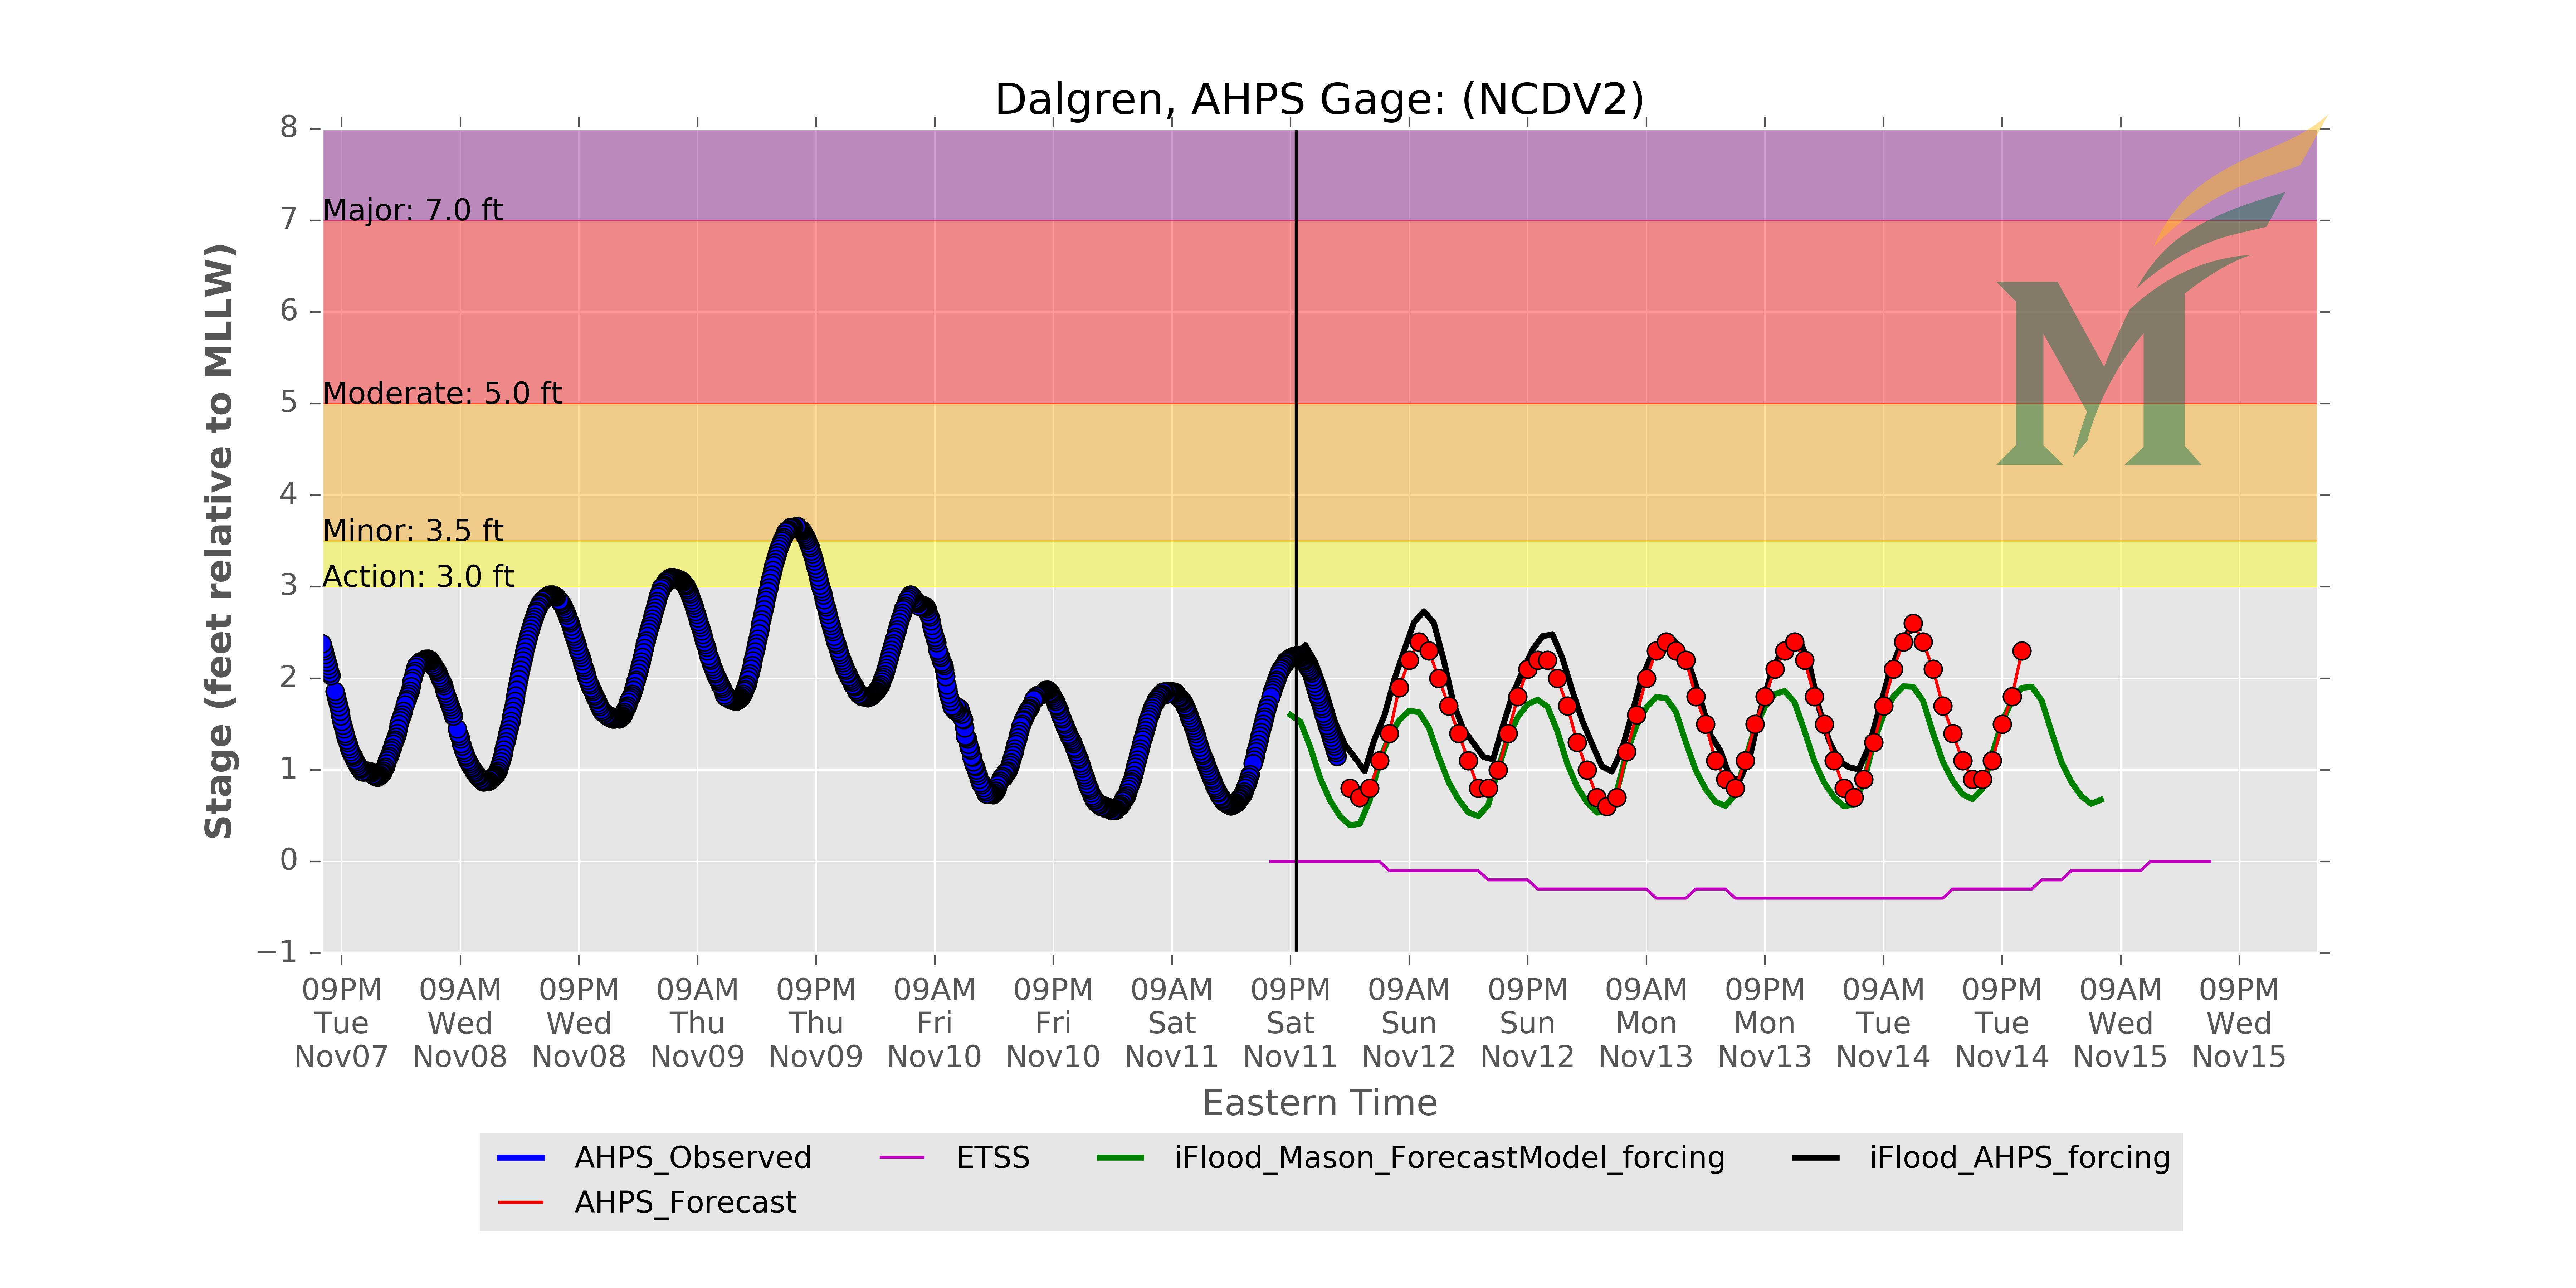 Dalgren, AHPS Gage: (NCDV2)
Stage (feet relative to MLLW)
8
7
6
5
4
3
2
1
0
−1
Major: 7.0 ft
Moderate: 5.0 ft
Minor: 3.5 ft
Action: 3.0 ft
M
09PM 09AM 09PM 09AM 09PM 09AM 09PM 09AM 09PM 09AM 09PM 09AM 09PM 09AM 09PM 09AM 09PM
Tue Wed Wed Thu Thu Fri Fri Sat Sat Sun Sun Mon Mon Tue Tue Wed Wed
Nov07 Nov08 Nov08 Nov09 Nov09 Nov10 Nov10 Nov11 Nov11 Nov12 Nov12 Nov13 Nov13 Nov14 Nov14 Nov15 Nov15
Eastern Time
AHPS_Observed ETSS iFlood_Mason_ForecastModel_forcing iFlood_AHPS_forcing
AHPS_Forecast